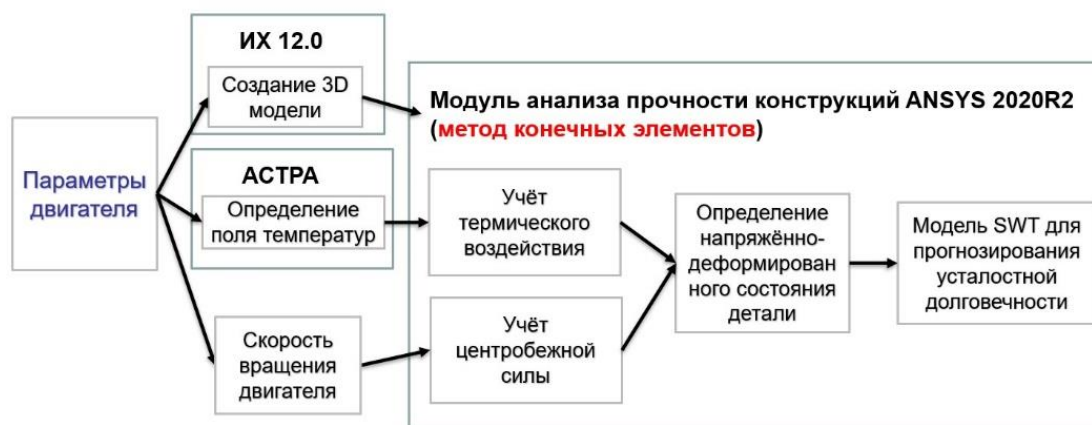 ИХ 12.0
Создание 3D
модели
Модуль анализа прочности конструкций ANSYS 2020R2
(метод конечных элементов)
Параметры
двигателя
АСТРА
Определение
поля температур
Учёт
термического
воздействия
Определение
напряжённо-
деформирован
ного состояния
детали
Модель SWT для
прогнозирования
усталостной
долговечности
Скорость
вращения
двигателя
Учёт
центробежной
силы